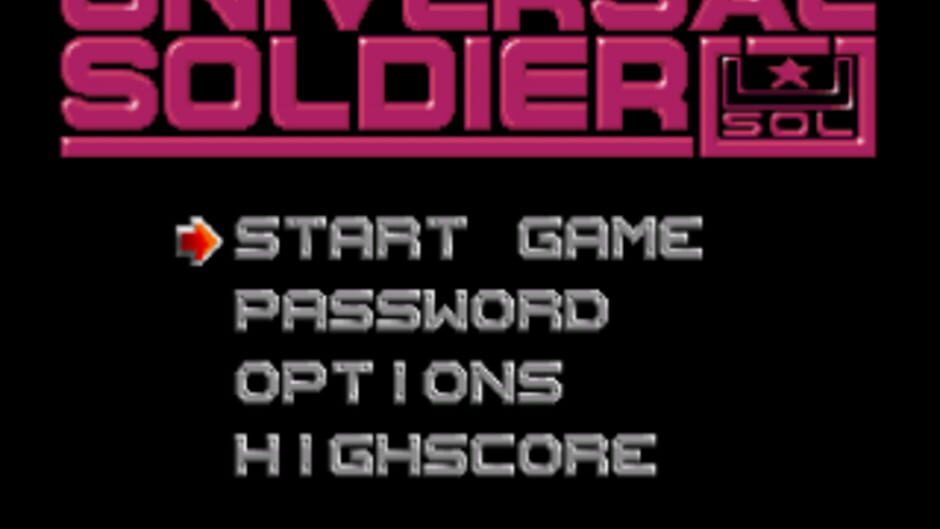 UNIVERSAL
SOLDIER
SOL
START GAME
PASSWORD
OPTIONS
HIGHSCORE